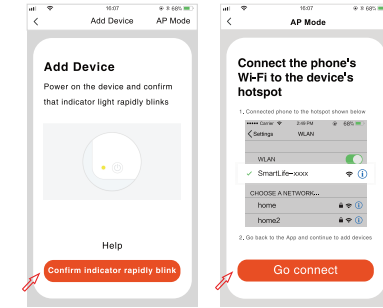 16:07
68%
Add Device
AP Mode
Add Device
Power on the device and confirm
that indicator light rapidly blinks
Help
Confirm indicator rapidly blink
16:07
68%
AP Mode
Connect the phone's
Wi-Fi to the device's
hotspot
1、Connected phone to the hotspot shown below
Carrier 2:49 PM 68%
Settings WLAN
WLAN
SmartLife-xxxx
CHOOSE A NETWORK...
home
home2
2、Go back to the App and continue to add devices
Go connect